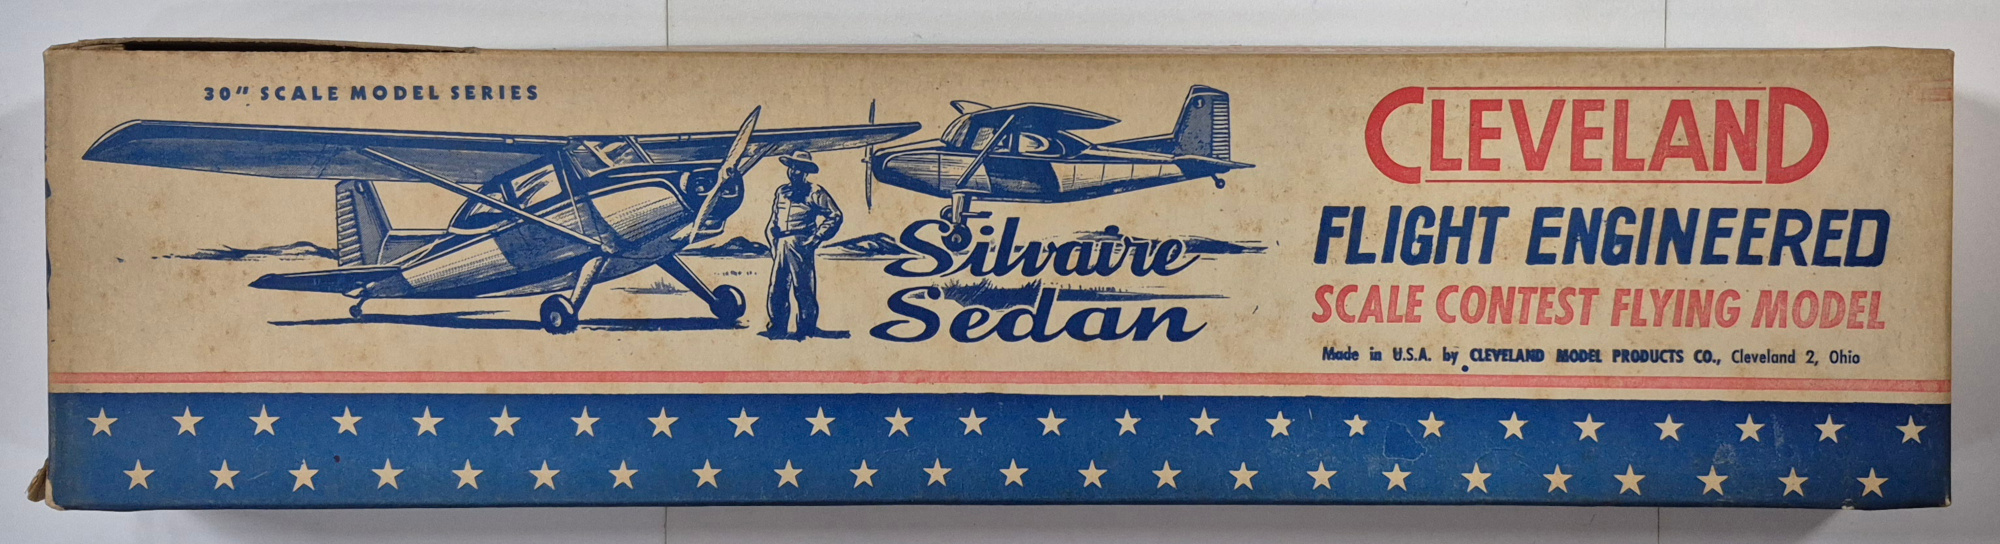 30" SCALE MODEL SERIES
Silvaire
Sedan
CLEVELAND
FLIGHT ENGINEERED
SCALE CONTEST FLYING MODEL
Made in U.S.A. by CLEVELAND MODEL PRODUCTS CO., Cleveland 2, Ohio